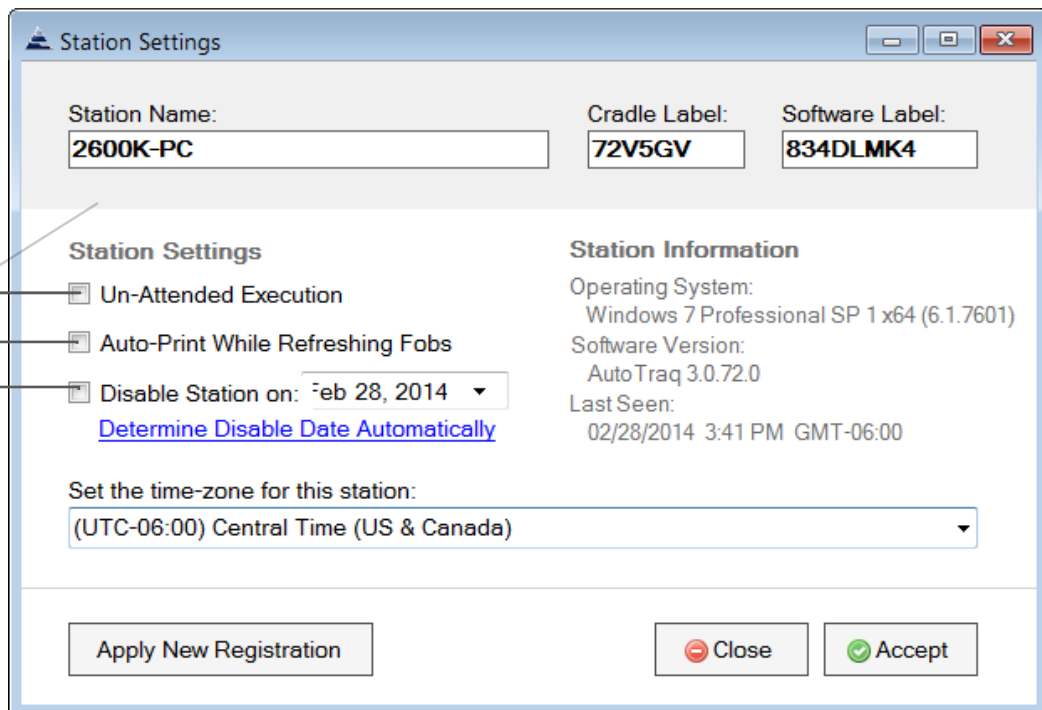 Station Settings
Station Name:
2600K-PC
Cradle Label:
72V5GV
Software Label:
834DLMK4
Station Settings
Un-Attended Execution
Auto-Print While Refreshing Fobs
Disable Station on: Feb 28, 2014
Determine Disable Date Automatically
Station Information
Operating System:
Windows 7 Professional SP 1 x64 (6.1.7601)
Software Version:
AutoTraq 3.0.72.0
Last Seen:
02/28/2014 3:41 PM GMT-06:00
Set the time-zone for this station:
(UTC-06:00) Central Time (US & Canada)
Apply New Registration
Close
Accept